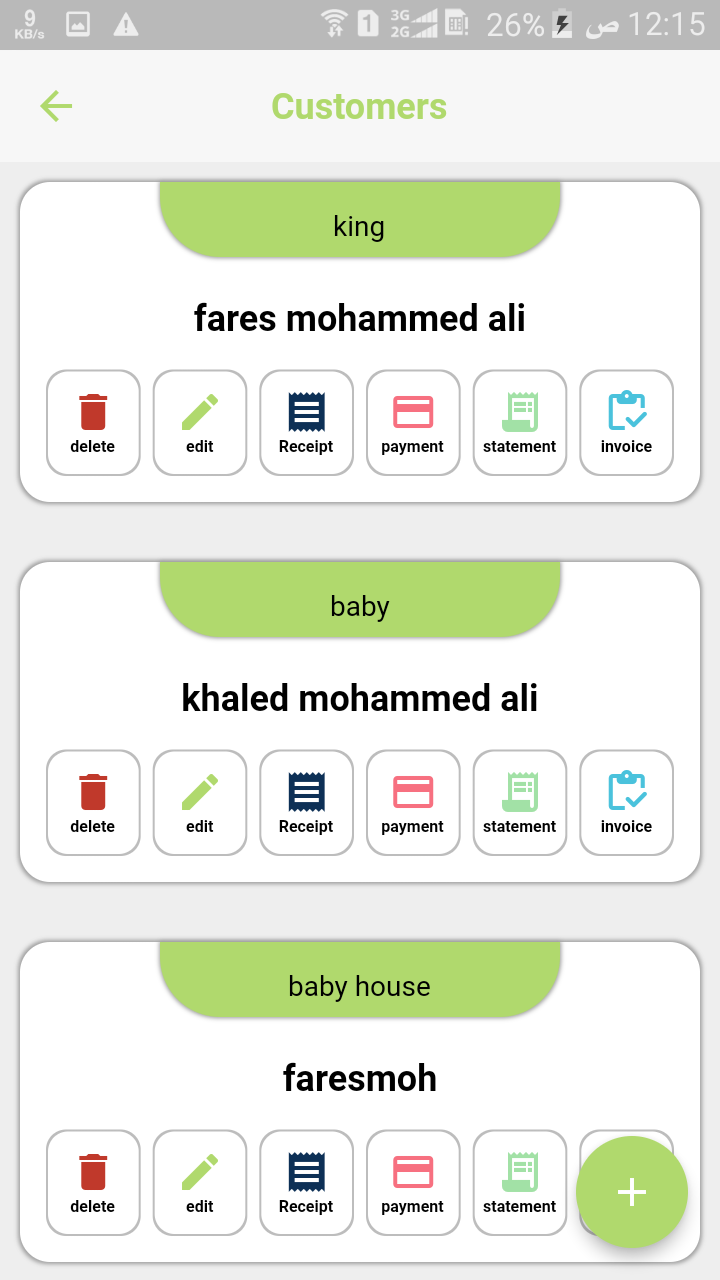 9 KB/s 1 3G 2G 26% ص 12:15
Customers
king
fares mohammed ali
delete edit Receipt payment statement invoice
baby
khaled mohammed ali
delete edit Receipt payment statement invoice
baby house
faresmoh
delete edit Receipt payment statement